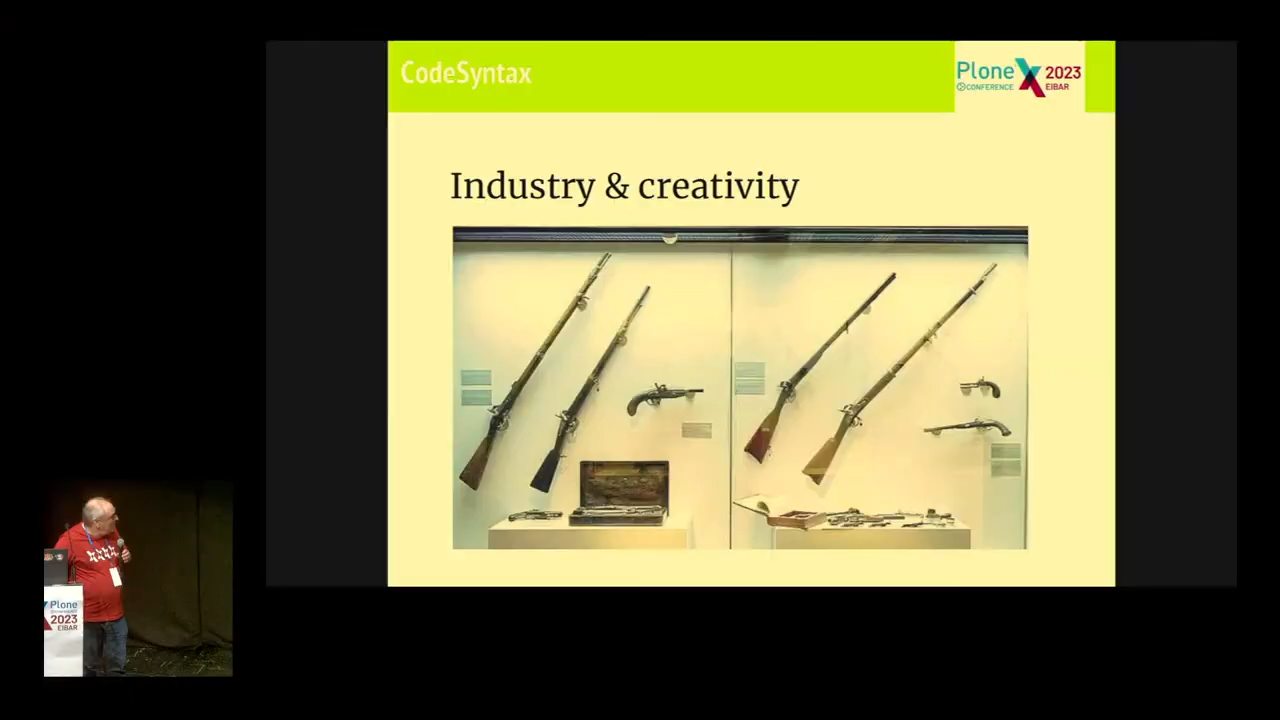 CodeSyntax
Plone X 2023
CONFERENCE EIBAR
Industry & creativity
Plone
2023
EIBAR